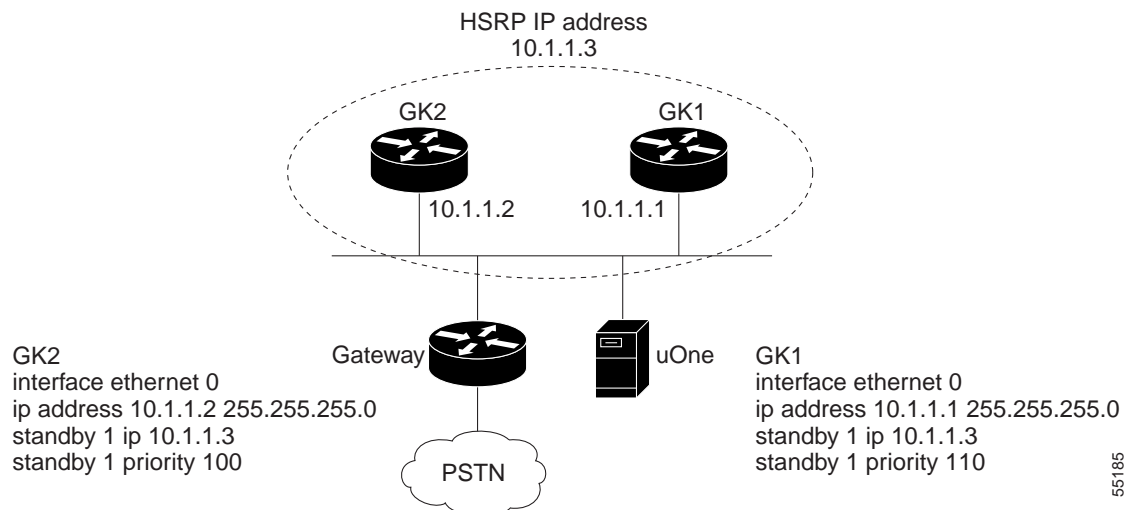 HSRP IP address
10.1.1.3
GK2
GK1
10.1.1.2
10.1.1.1
Gateway
uOne
PSTN
GK2
interface ethernet 0
ip address 10.1.1.2 255.255.255.0
standby 1 ip 10.1.1.3
standby 1 priority 100
GK1
interface ethernet 0
ip address 10.1.1.1 255.255.255.0
standby 1 ip 10.1.1.3
standby 1 priority 110
55185